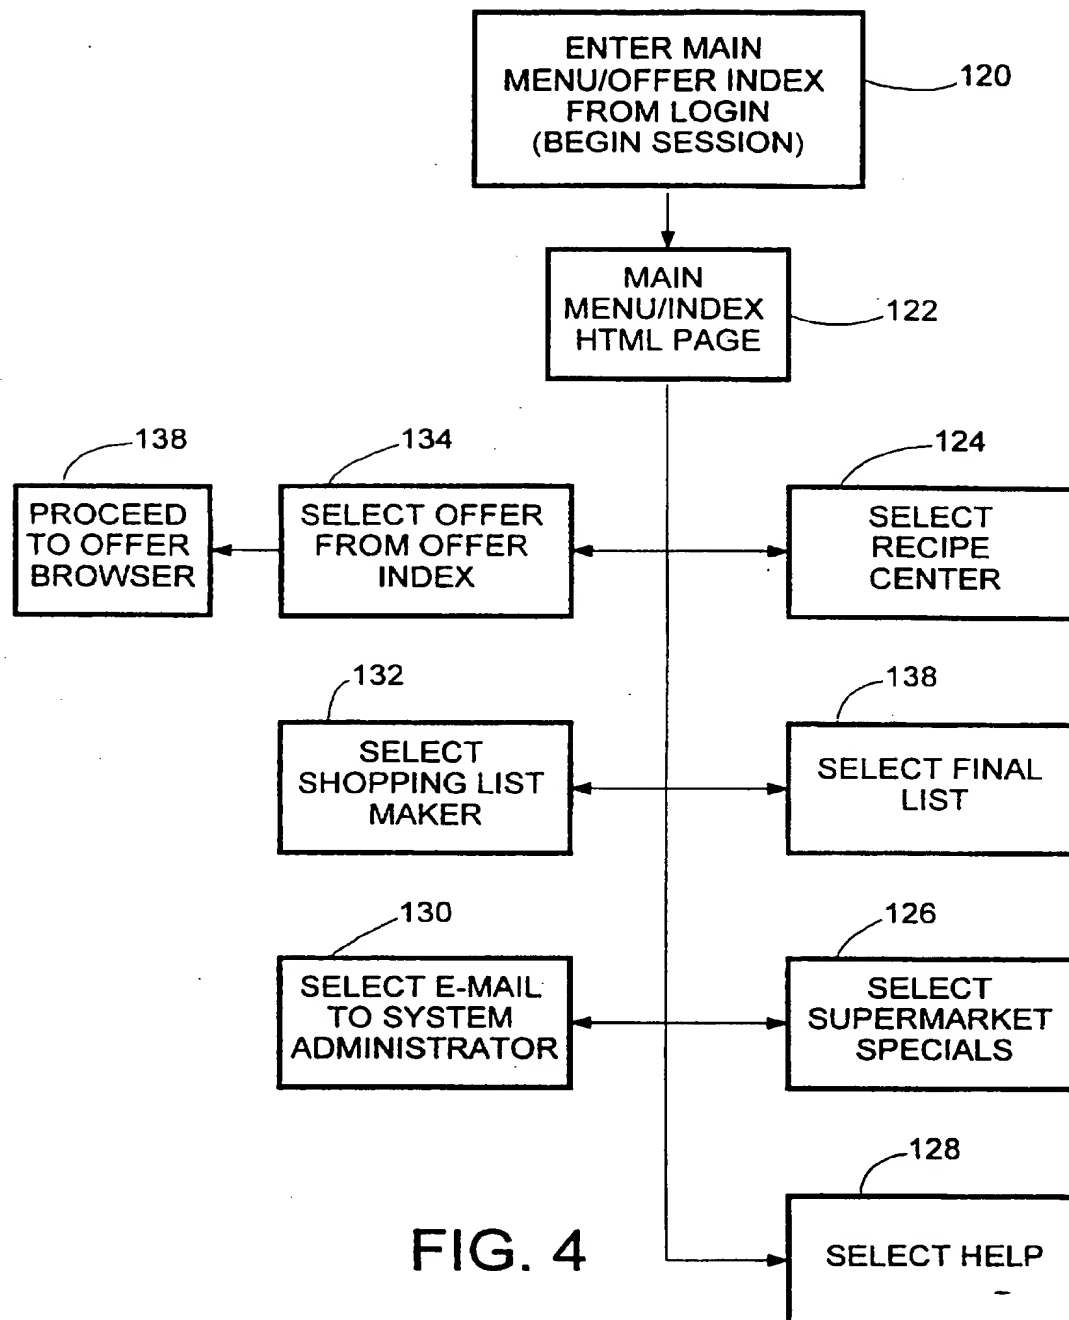 ENTER MAIN
MENU/OFFER INDEX
FROM LOGIN
(BEGIN SESSION)
120
MAIN
MENU/INDEX
HTML PAGE
122
138
134
124
PROCEED
TO OFFER
BROWSER
SELECT OFFER
FROM OFFER
INDEX
SELECT
RECIPE
CENTER
132
138
SELECT
SHOPPING LIST
MAKER
SELECT FINAL
LIST
130
126
SELECT E-MAIL
TO SYSTEM
ADMINISTRATOR
SELECT
SUPERMARKET
SPECIALS
128
SELECT HELP
FIG. 4